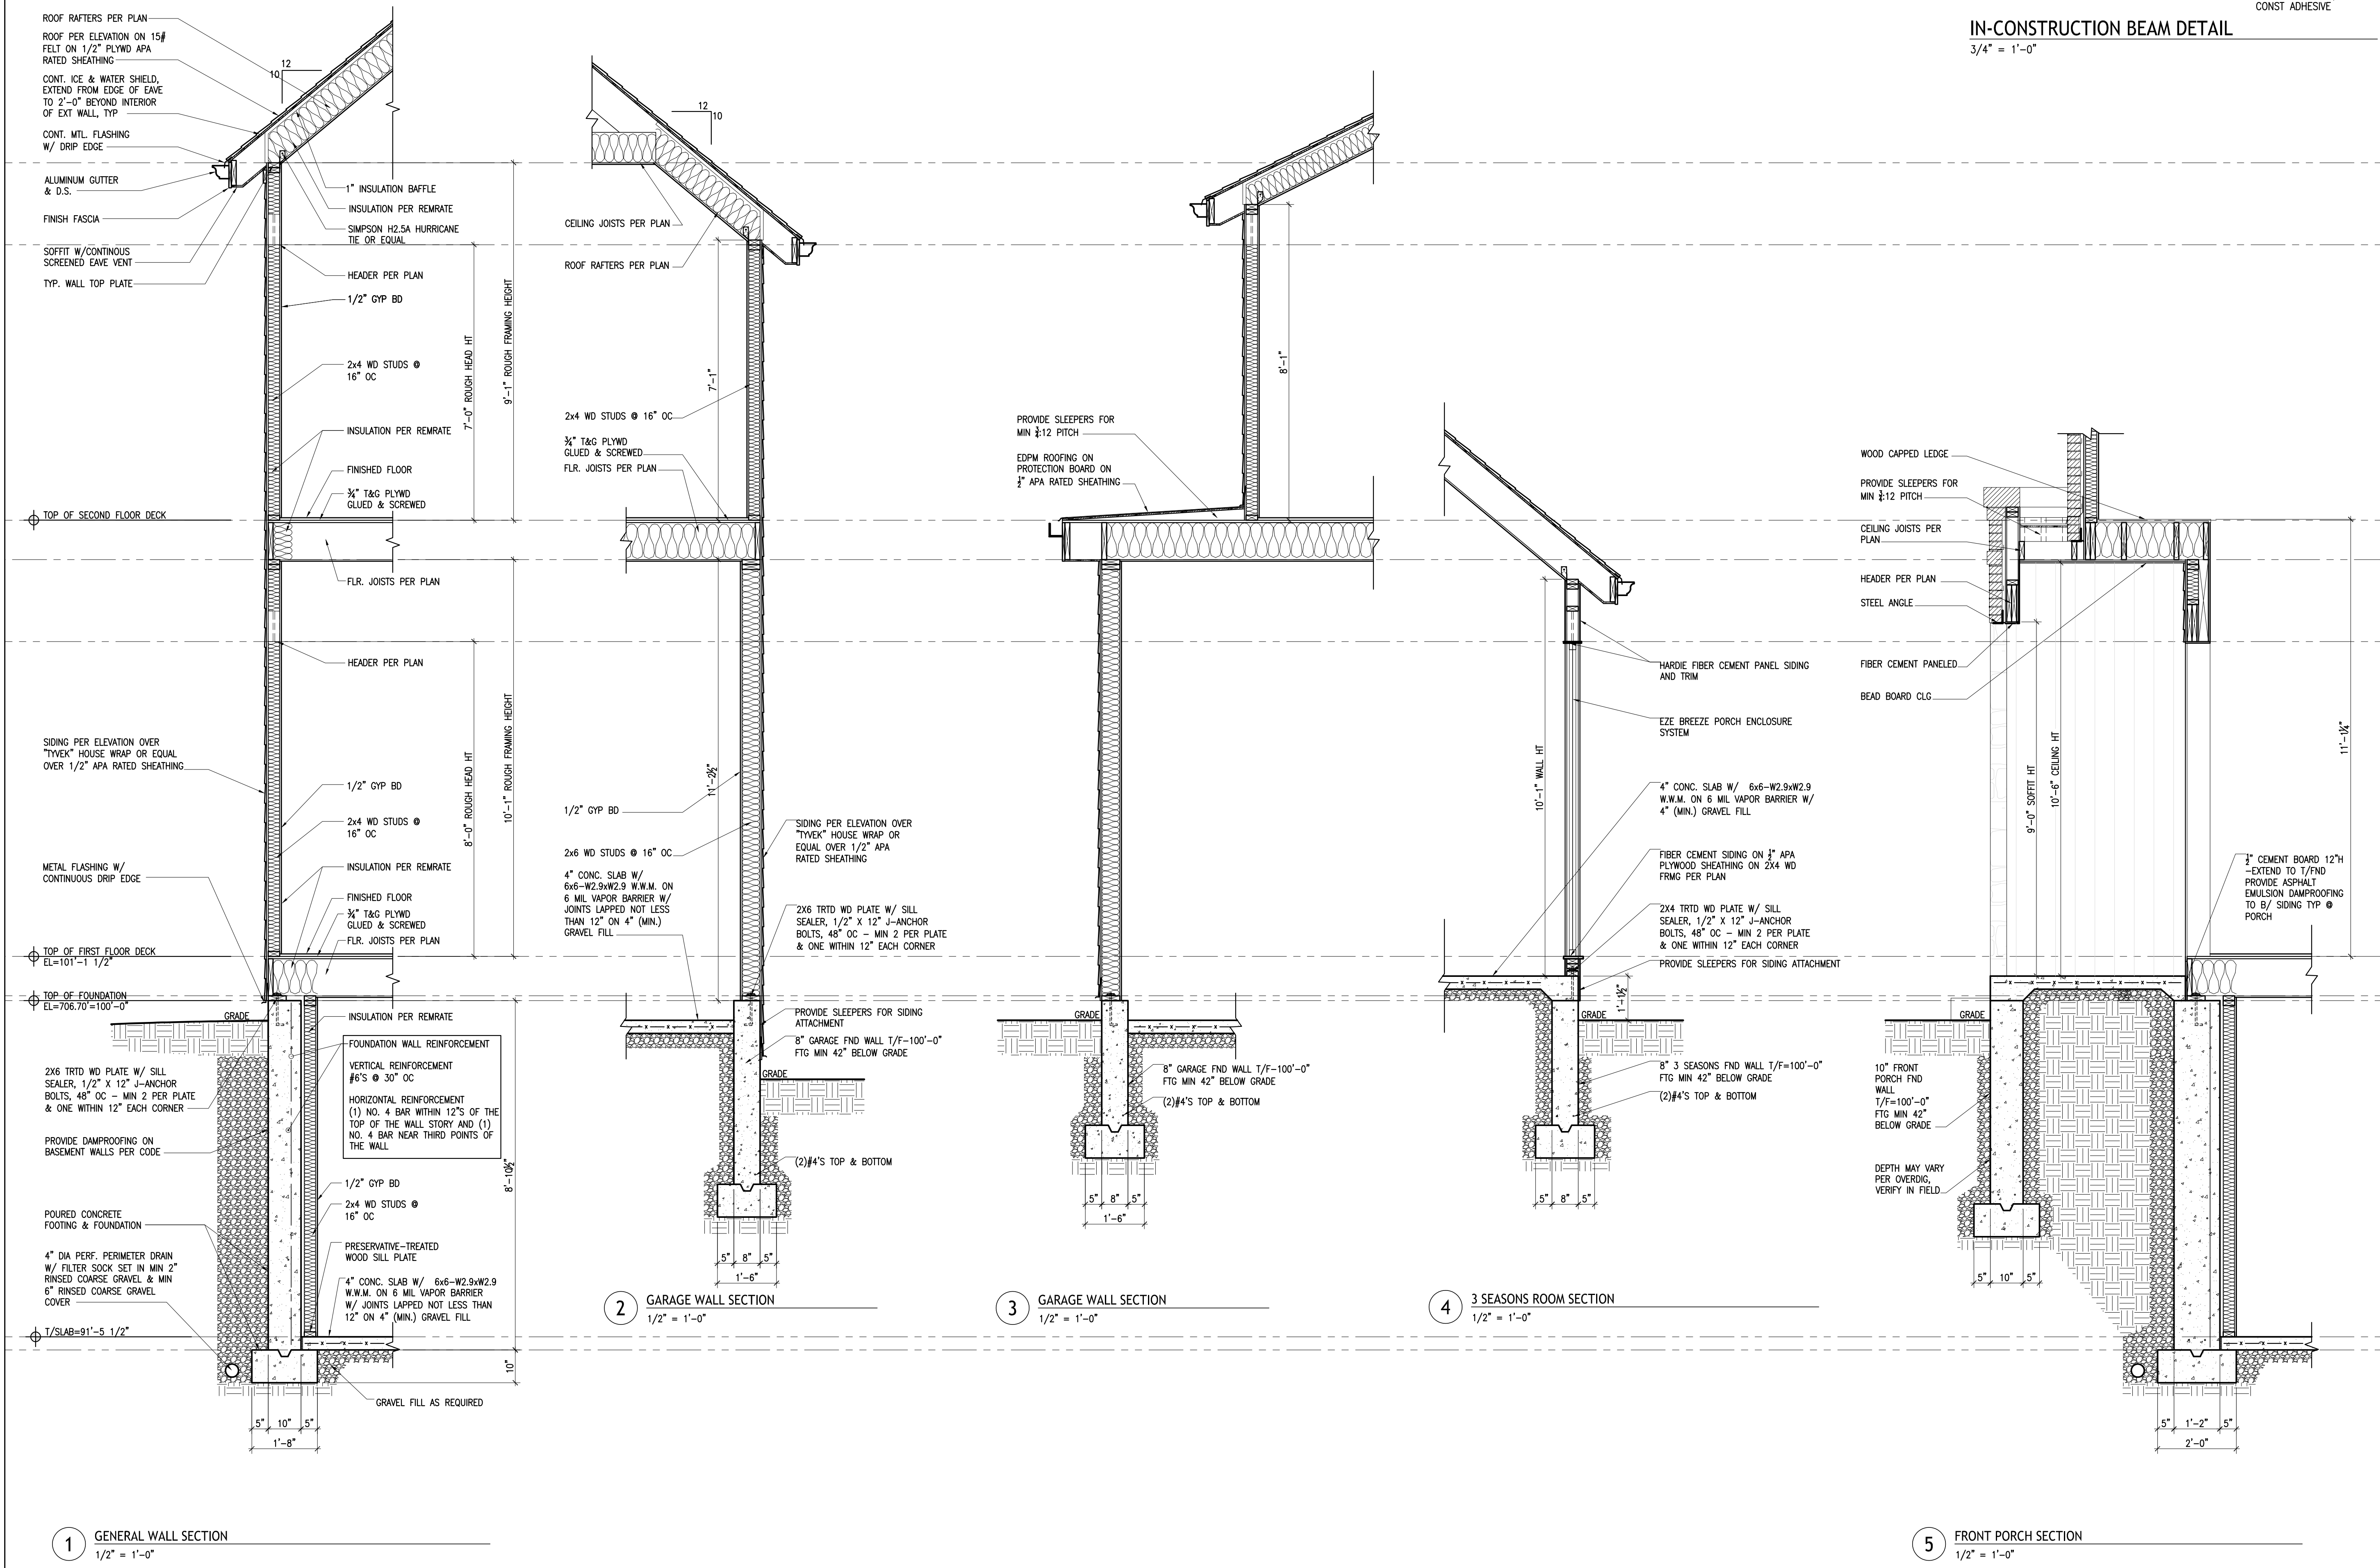 CONST ADHESIVE
IN-CONSTRUCTION BEAM DETAIL
3/4" = 1'-0"
ROOF RAFTERS PER PLAN
ROOF PER ELEVATION ON 15#
FELT ON 1/2" PLYWD APA
RATED SHEATHING
CONT. ICE & WATER SHIELD,
EXTEND FROM EDGE OF EAVE
TO 2'-0" BEYOND INTERIOR
OF EXT WALL, TYP
CONT. MTL. FLASHING
W/ DRIP EDGE
ALUMINUM GUTTER
& D.S.
FINISH FASCIA
SOFFIT W/CONTINOUS
SCREENED EAVE VENT
TYP. WALL TOP PLATE
12
10
1" INSULATION BAFFLE
INSULATION PER REMRATE
SIMPSON H2.5A HURRICANE
TIE OR EQUAL
HEADER PER PLAN
1/2" GYP BD
2x4 WD STUDS @
16" OC
INSULATION PER REMRATE
FINISHED FLOOR
¾" T&G PLYWD
GLUED & SCREWED
7'-0" ROUGH HEAD HT
9'-1" ROUGH FRAMING HEIGHT
TOP OF SECOND FLOOR DECK
FLR. JOISTS PER PLAN
HEADER PER PLAN
SIDING PER ELEVATION OVER
"TYVEK" HOUSE WRAP OR EQUAL
OVER 1/2" APA RATED SHEATHING
1/2" GYP BD
2x4 WD STUDS @
16" OC
8'-0" ROUGH HEAD HT
10'-1" ROUGH FRAMING HEIGHT
METAL FLASHING W/
CONTINUOUS DRIP EDGE
INSULATION PER REMRATE
FINISHED FLOOR
¾" T&G PLYWD
GLUED & SCREWED
FLR. JOISTS PER PLAN
TOP OF FIRST FLOOR DECK
EL=101'-1 1/2"
TOP OF FOUNDATION
EL=706.70'=100'-0"
GRADE
INSULATION PER REMRATE
FOUNDATION WALL REINFORCEMENT
VERTICAL REINFORCEMENT
#6'S @ 30" OC
HORIZONTAL REINFORCEMENT
(1) NO. 4 BAR WITHIN 12"S OF THE
TOP OF THE WALL STORY AND (1)
NO. 4 BAR NEAR THIRD POINTS OF
THE WALL
2X6 TRTD WD PLATE W/ SILL
SEALER, 1/2" X 12" J-ANCHOR
BOLTS, 48" OC - MIN 2 PER PLATE
& ONE WITHIN 12" EACH CORNER
PROVIDE DAMPROOFING ON
BASEMENT WALLS PER CODE
8'-10½"
1/2" GYP BD
2x4 WD STUDS @
16" OC
POURED CONCRETE
FOOTING & FOUNDATION
PRESERVATIVE-TREATED
WOOD SILL PLATE
4" DIA PERF. PERIMETER DRAIN
W/ FILTER SOCK SET IN MIN 2"
RINSED COARSE GRAVEL & MIN
6" RINSED COARSE GRAVEL
COVER
4" CONC. SLAB W/ 6x6-W2.9xW2.9
W.W.M. ON 6 MIL VAPOR BARRIER
W/ JOINTS LAPPED NOT LESS THAN
12" ON 4" (MIN.) GRAVEL FILL
T/SLAB=91'-5 1/2"
10"
GRAVEL FILL AS REQUIRED
5" 10" 5"
1'-8"
1 GENERAL WALL SECTION
1/2" = 1'-0"
12
10
CEILING JOISTS PER PLAN
ROOF RAFTERS PER PLAN
7'-1"
2x4 WD STUDS @ 16" OC
¾" T&G PLYWD
GLUED & SCREWED
FLR. JOISTS PER PLAN
11'-2½"
1/2" GYP BD
2x6 WD STUDS @ 16" OC
4" CONC. SLAB W/
6x6-W2.9xW2.9 W.W.M. ON
6 MIL VAPOR BARRIER W/
JOINTS LAPPED NOT LESS
THAN 12" ON 4" (MIN.)
GRAVEL FILL
SIDING PER ELEVATION OVER
"TYVEK" HOUSE WRAP OR
EQUAL OVER 1/2" APA
RATED SHEATHING
2X6 TRTD WD PLATE W/ SILL
SEALER, 1/2" X 12" J-ANCHOR
BOLTS, 48" OC - MIN 2 PER PLATE
& ONE WITHIN 12" EACH CORNER
PROVIDE SLEEPERS FOR SIDING
ATTACHMENT
8" GARAGE FND WALL T/F-100'-0"
FTG MIN 42" BELOW GRADE
GRADE
(2)#4'S TOP & BOTTOM
5" 8" 5"
1'-6"
2 GARAGE WALL SECTION
1/2" = 1'-0"
8'-1"
PROVIDE SLEEPERS FOR
MIN ¾:12 PITCH
EDPM ROOFING ON
PROTECTION BOARD ON
½" APA RATED SHEATHING
GRADE
8" GARAGE FND WALL T/F-100'-0"
FTG MIN 42" BELOW GRADE
(2)#4'S TOP & BOTTOM
5" 8" 5"
1'-6"
3 GARAGE WALL SECTION
1/2" = 1'-0"
10'-1" WALL HT
HARDIE FIBER CEMENT PANEL SIDING
AND TRIM
EZE BREEZE PORCH ENCLOSURE
SYSTEM
4" CONC. SLAB W/ 6x6-W2.9xW2.9
W.W.M. ON 6 MIL VAPOR BARRIER W/
4" (MIN.) GRAVEL FILL
FIBER CEMENT SIDING ON ½" APA
PLYWOOD SHEATHING ON 2X4 WD
FRMG PER PLAN
2X4 TRTD WD PLATE W/ SILL
SEALER, 1/2" X 12" J-ANCHOR
BOLTS, 48" OC - MIN 2 PER PLATE
& ONE WITHIN 12" EACH CORNER
PROVIDE SLEEPERS FOR SIDING ATTACHMENT
1'-1½"
GRADE
8" 3 SEASONS FND WALL T/F=100'-0"
FTG MIN 42" BELOW GRADE
(2)#4'S TOP & BOTTOM
5" 8" 5"
4 3 SEASONS ROOM SECTION
1/2" = 1'-0"
WOOD CAPPED LEDGE
PROVIDE SLEEPERS FOR
MIN ¾:12 PITCH
CEILING JOISTS PER
PLAN
HEADER PER PLAN
STEEL ANGLE
FIBER CEMENT PANELED
BEAD BOARD CLG
9'-0" SOFFIT HT
10'-6" CEILING HT
11'-1¼"
½" CEMENT BOARD 12"H
-EXTEND TO T/FND
PROVIDE ASPHALT
EMULSION DAMPROOFING
TO B/ SIDING TYP @
PORCH
GRADE
10" FRONT
PORCH FND
WALL
T/F=100'-0"
FTG MIN 42"
BELOW GRADE
DEPTH MAY VARY
PER OVERDIG,
VERIFY IN FIELD
5" 10" 5"
5" 1'-2" 5"
2'-0"
5 FRONT PORCH SECTION
1/2" = 1'-0"